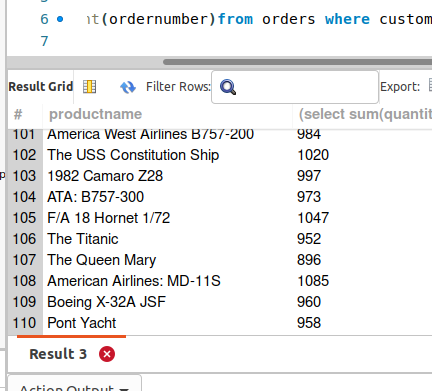 6 nt(ordernumber)from orders where custom
7
Result Grid Filter Rows: Export:
# productname (select sum(quantit
101 America West Airlines B757-200 984
102 The USS Constitution Ship 1020
103 1982 Camaro Z28 997
104 ATA: B757-300 973
105 F/A 18 Hornet 1/72 1047
106 The Titanic 952
107 The Queen Mary 896
108 American Airlines: MD-11S 1085
109 Boeing X-32A JSF 960
110 Pont Yacht 958
Result 3
Action Output